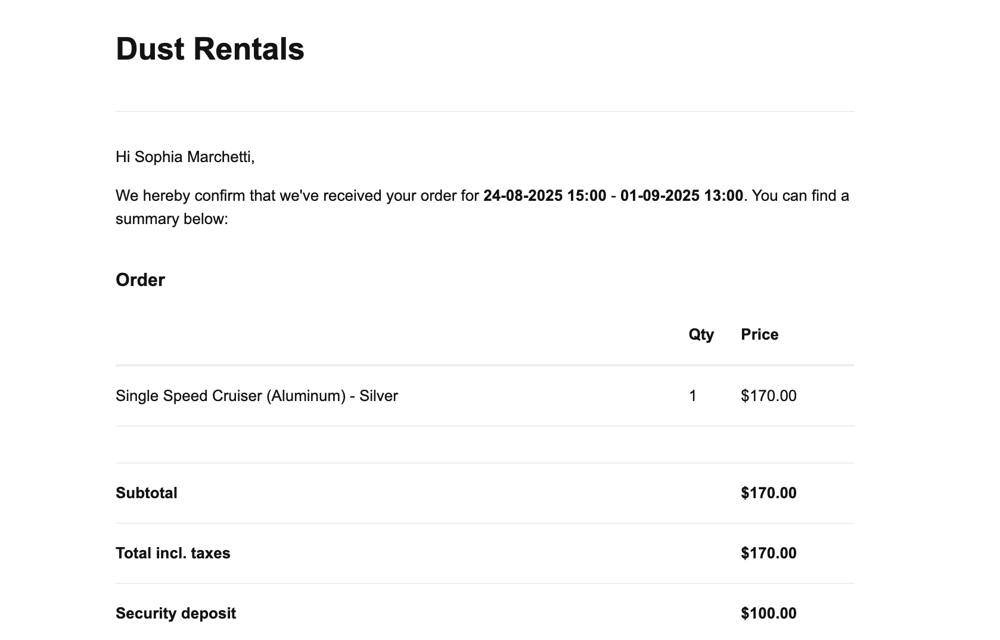 Dust Rentals
Hi Sophia Marchetti,
We hereby confirm that we've received your order for 24-08-2025 15:00 - 01-09-2025 13:00. You can find a
summary below:
Order
Qty Price
Single Speed Cruiser (Aluminum) - Silver 1 $170.00
Subtotal $170.00
Total incl. taxes $170.00
Security deposit $100.00